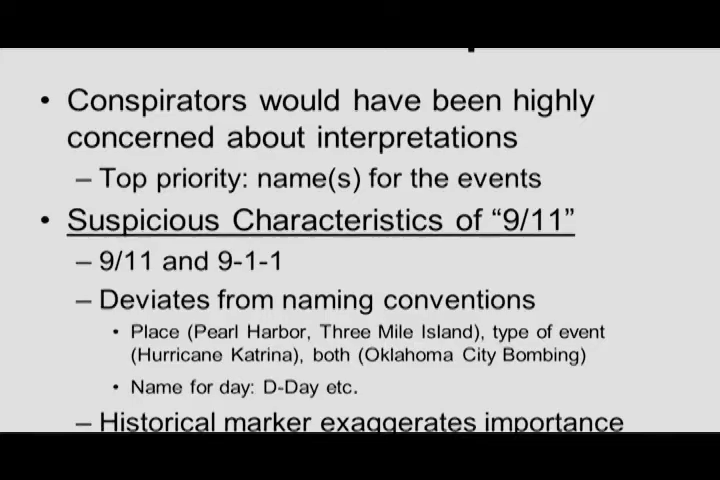 • Conspirators would have been highly
concerned about interpretations
– Top priority: name(s) for the events
• Suspicious Characteristics of “9/11”
– 9/11 and 9-1-1
– Deviates from naming conventions
• Place (Pearl Harbor, Three Mile Island), type of event
(Hurricane Katrina), both (Oklahoma City Bombing)
• Name for day: D-Day etc.
– Historical marker exaggerates importance